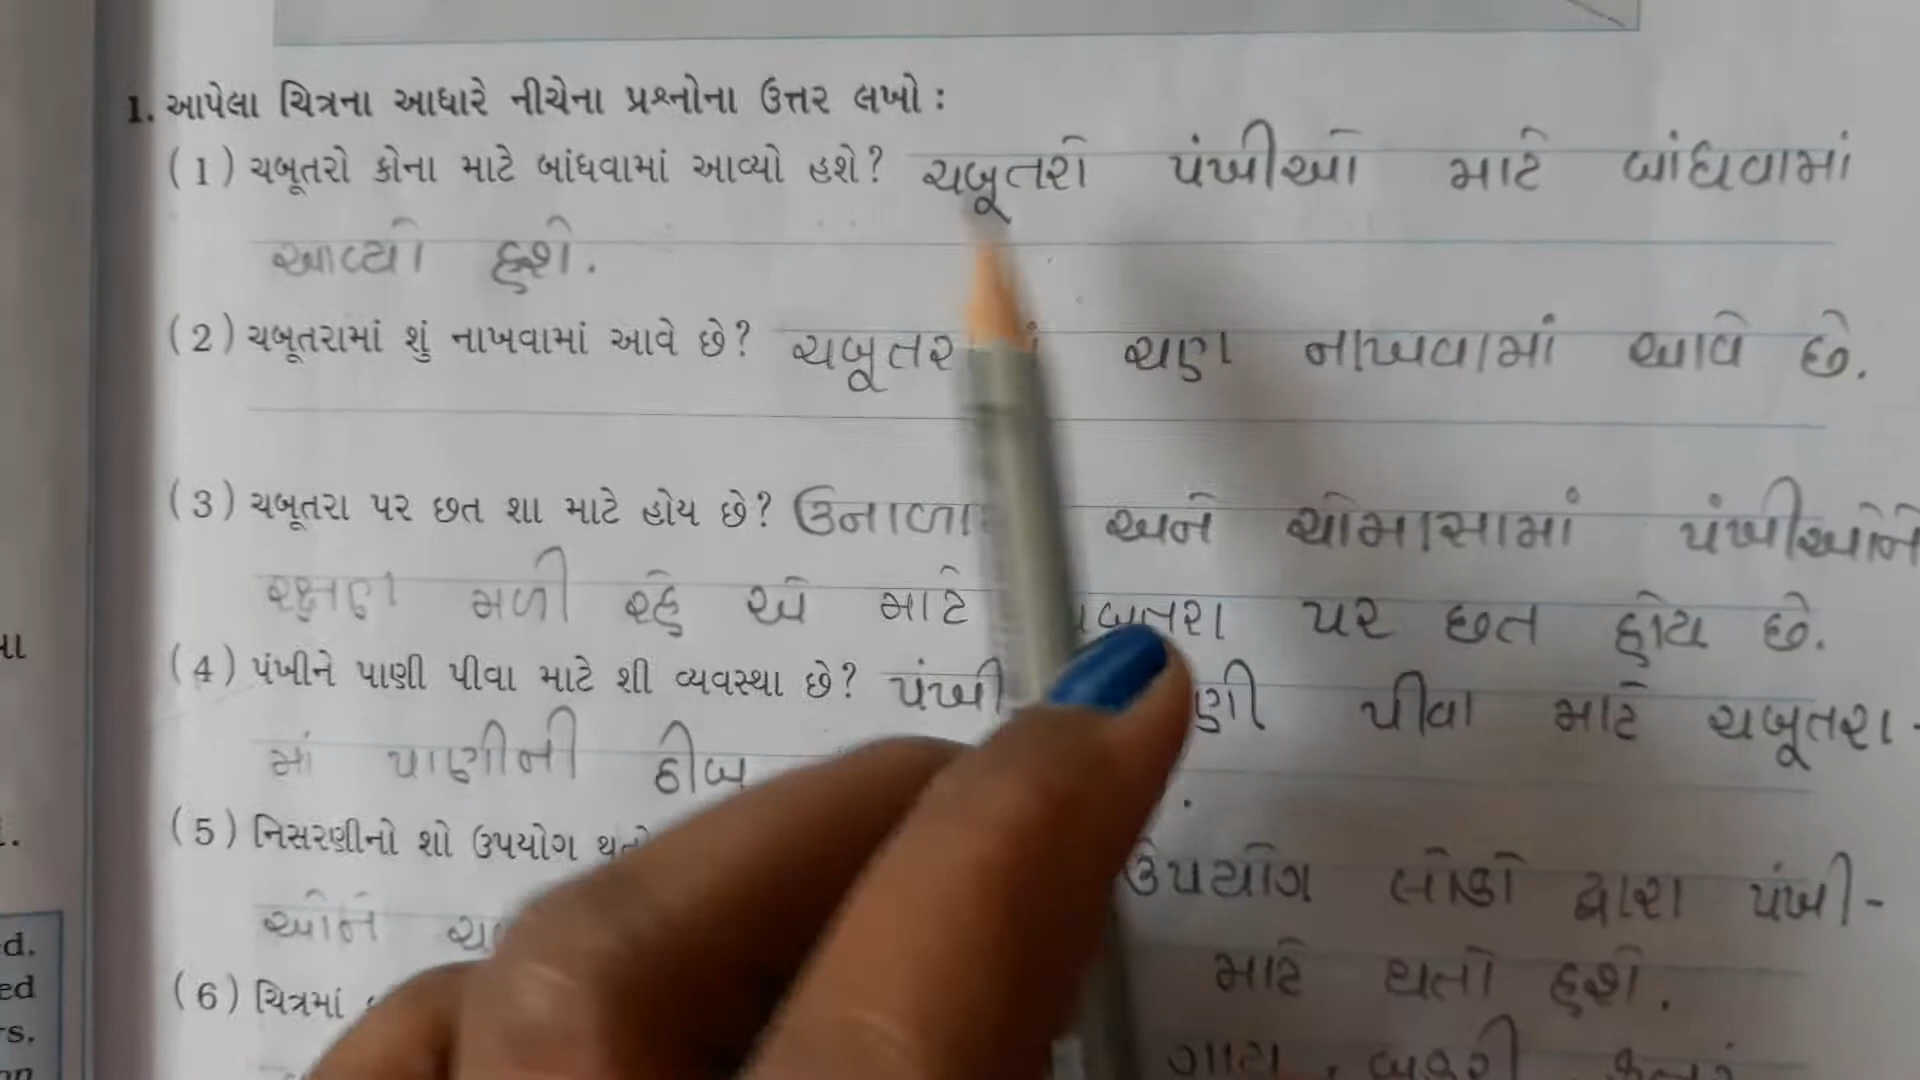 1. આપેલા ચિત્રના આધારે નીચેના પ્રશ્નોના ઉત્તર લખો :
(1) ચબૂતરો કોના માટે બાંધવામાં આવ્યો હશે? ચબૂતરો પંખીઓ માટે બાંધવામાં
આવ્યો હશે.
(2) ચબૂતરામાં શું નાખવામાં આવે છે? ચબૂતર ચણ નાખવામાં આવે છે.
(3) ચબૂતરા પર છત શા માટે હોય છે? ઉનાળા અને ચોમાસામાં પંખીઓને
રક્ષણ મળી રહે એ માટે ચબૂતરા પર છત હોય છે.
(4) પંખીને પાણી પીવા માટે શી વ્યવસ્થા છે? પંખી પીવા માટે ચબૂતરા-
માં પાણીની ઠીબ
(5) નિસરણીનો શો ઉપયોગ ઉપયોગ લોકો દ્વારા પંખી-
ઓને માટે થતો હશે.
(6) ચિત્રમાં
ગાય, બકરી
d.
ed
s,